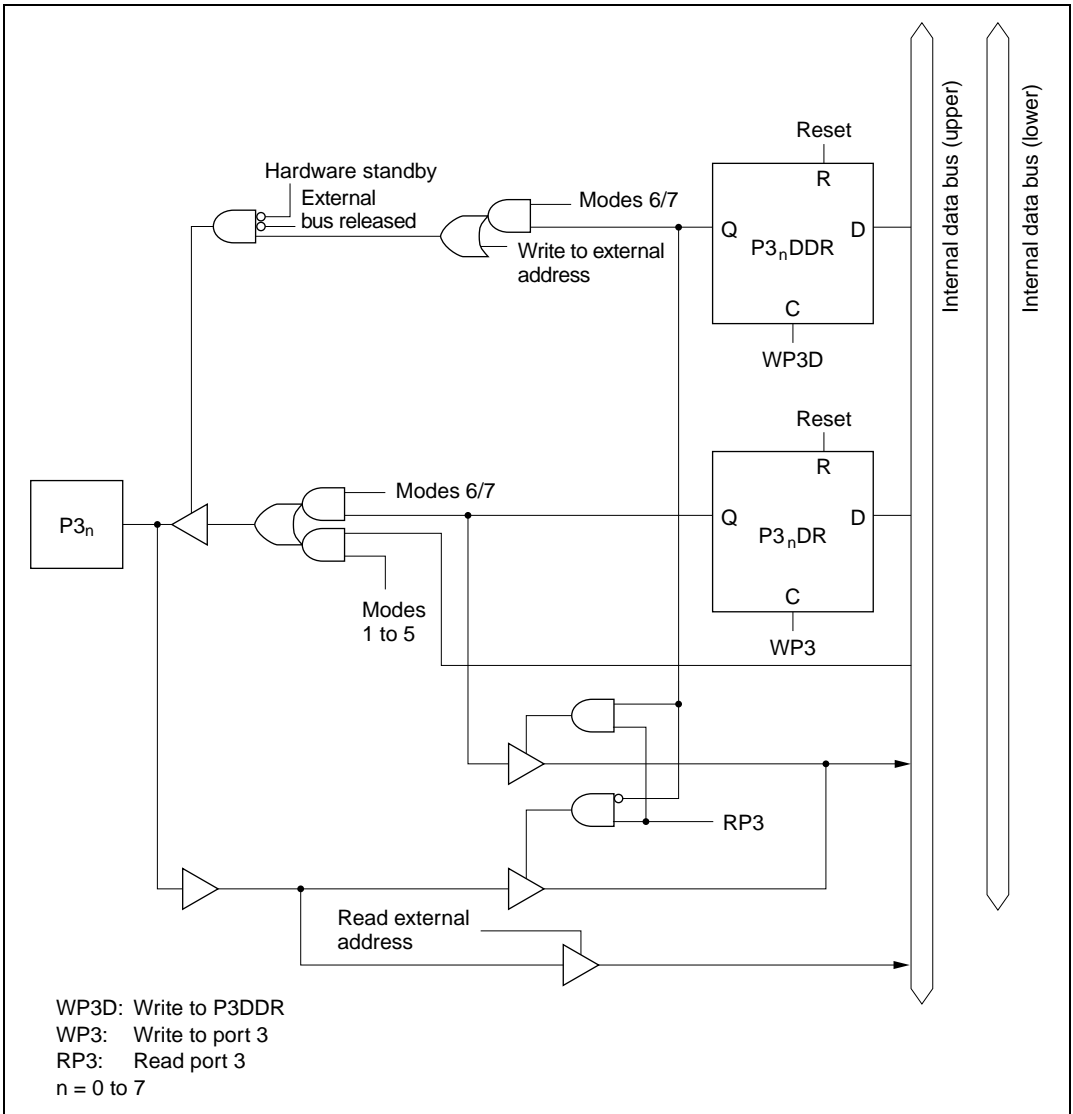 Reset
Hardware standby
External
bus released
Modes 6/7
Write to external
address
R
Q
D
P3nDDR
C
WP3D
Internal data bus (upper)
Internal data bus (lower)
Reset
R
Modes 6/7
P3n
Q
D
P3nDR
C
WP3
Modes
1 to 5
RP3
Read external
address
WP3D: Write to P3DDR
WP3: Write to port 3
RP3: Read port 3
n = 0 to 7